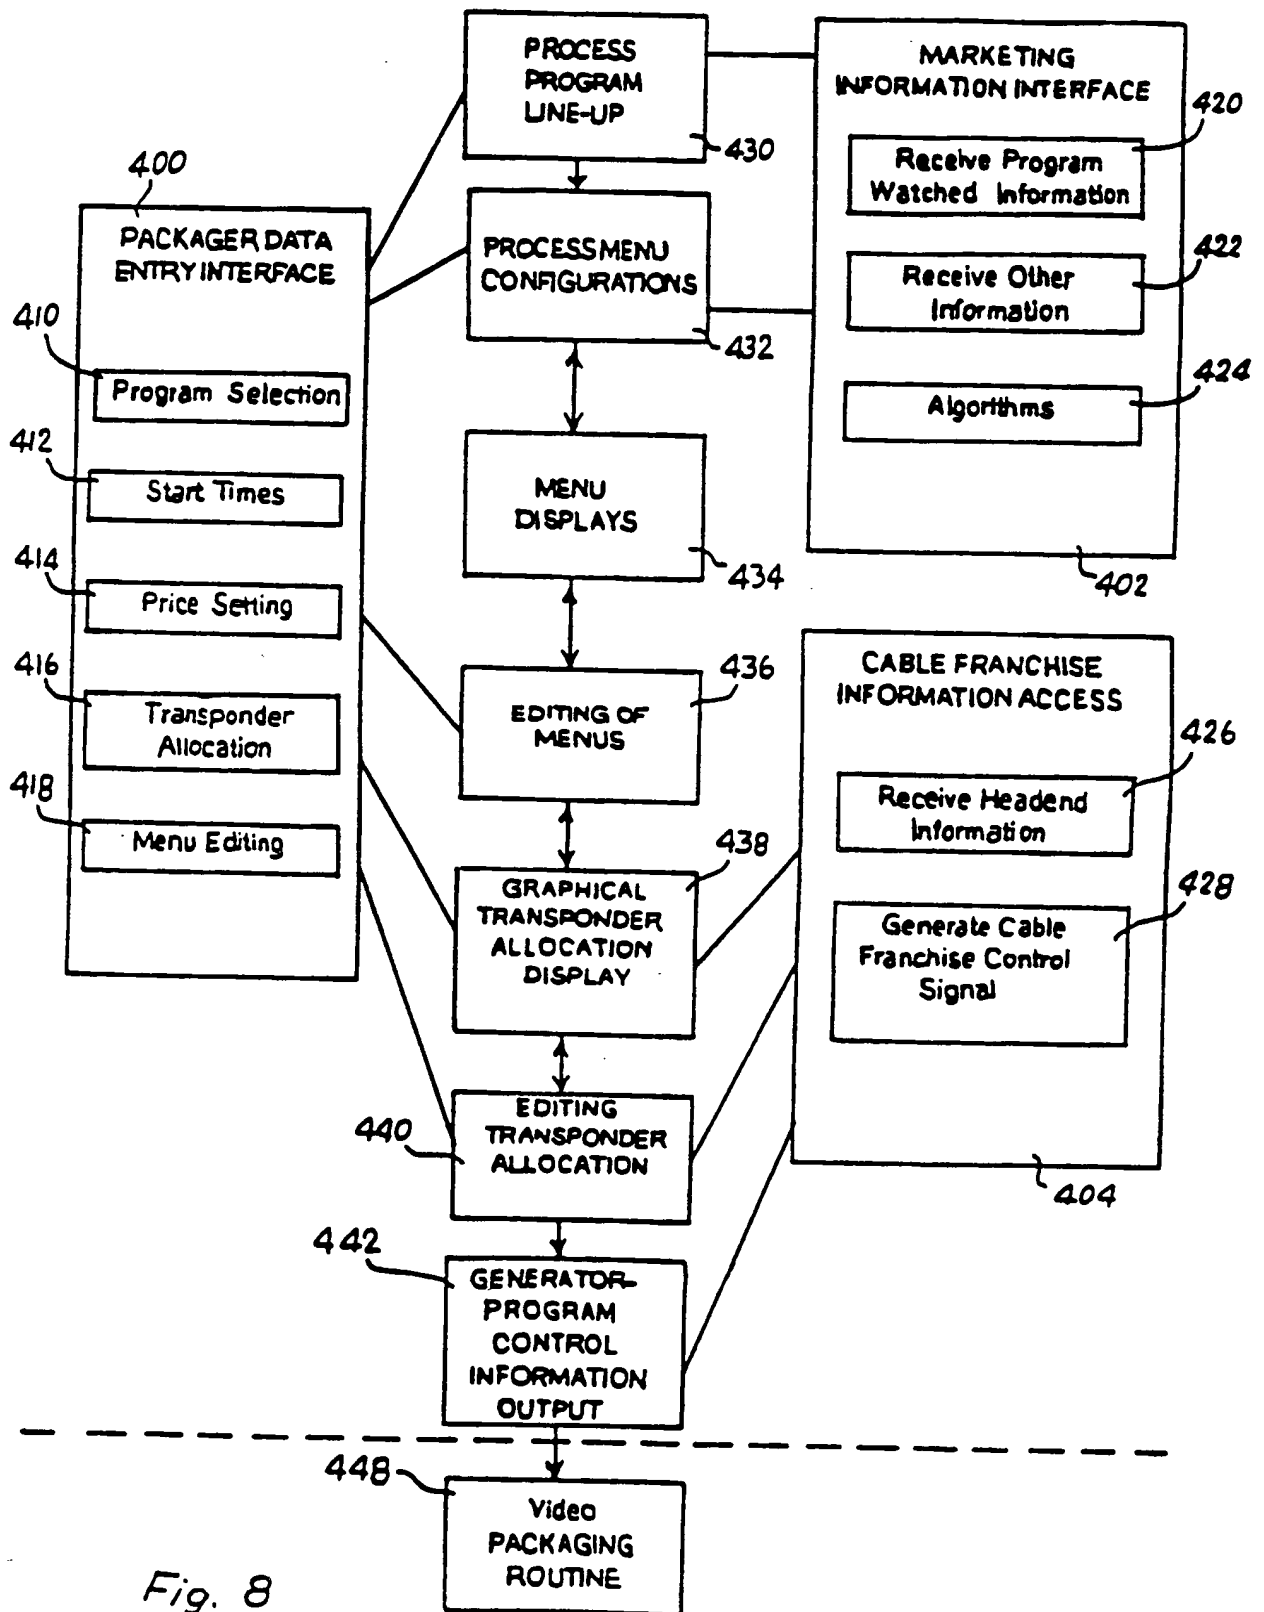 PROCESS
PROGRAM
LINE-UP
430
MARKETING
INFORMATION INTERFACE
420
Receive Program
Watched Information
422
Receive Other
Information
424
Algorithms
402
400
PACKAGER DATA
ENTRY INTERFACE
410
Program Selection
412
Start Times
414
Price Setting
416
Transponder
Allocation
418
Menu Editing
PROCESS MENU
CONFIGURATIONS
432
MENU
DISPLAYS
434
436
EDITING OF
MENUS
438
GRAPHICAL
TRANSPONDER
ALLOCATION
DISPLAY
CABLE FRANCHISE
INFORMATION ACCESS
426
Receive Headend
Information
428
Generate Cable
Franchise Control
Signal
404
440
EDITING
TRANSPONDER
ALLOCATION
442
GENERATOR-
PROGRAM
CONTROL
INFORMATION
OUTPUT
448
Video
PACKAGING
ROUTINE
Fig. 8